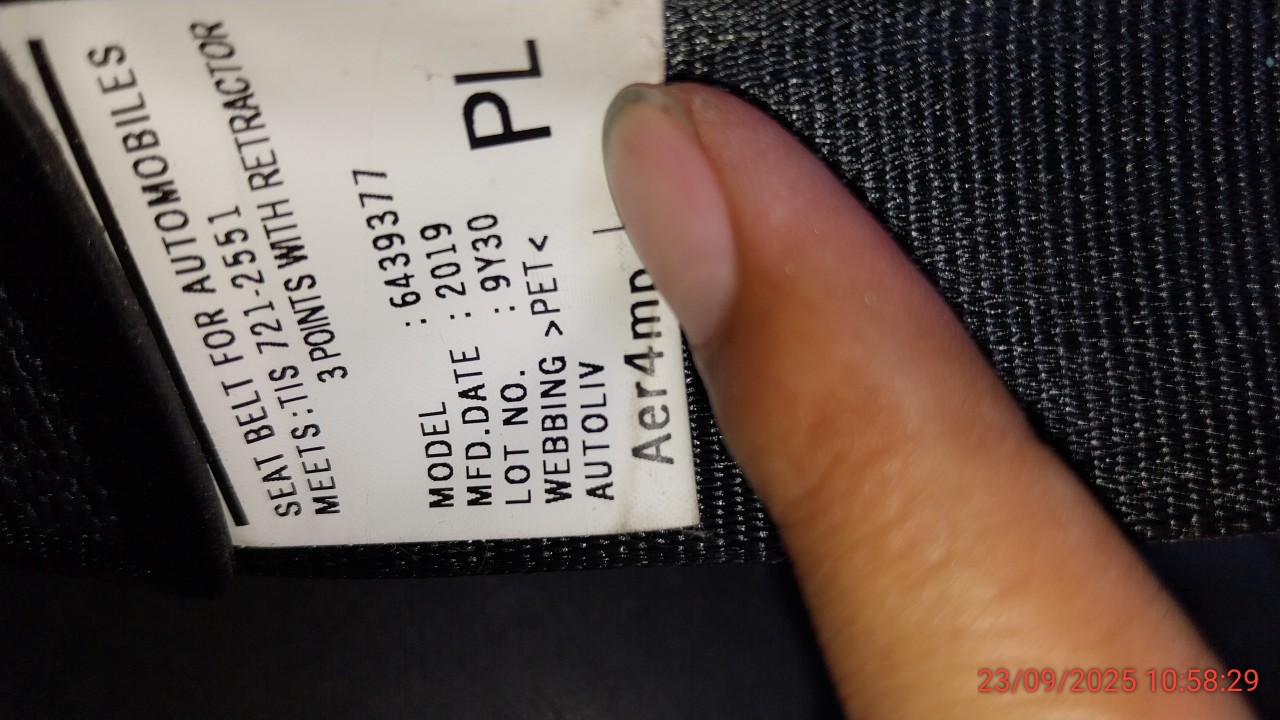 SEAT BELT FOR AUTOMOBILES
MEETS:TIS 721-2551
3 POINTS WITH RETRACTOR
MODEL : 6439377
MFD.DATE : 2019
LOT NO. : 9Y30
WEBBING >PET<
AUTOLIV
PL
23/09/2025 10:58:29